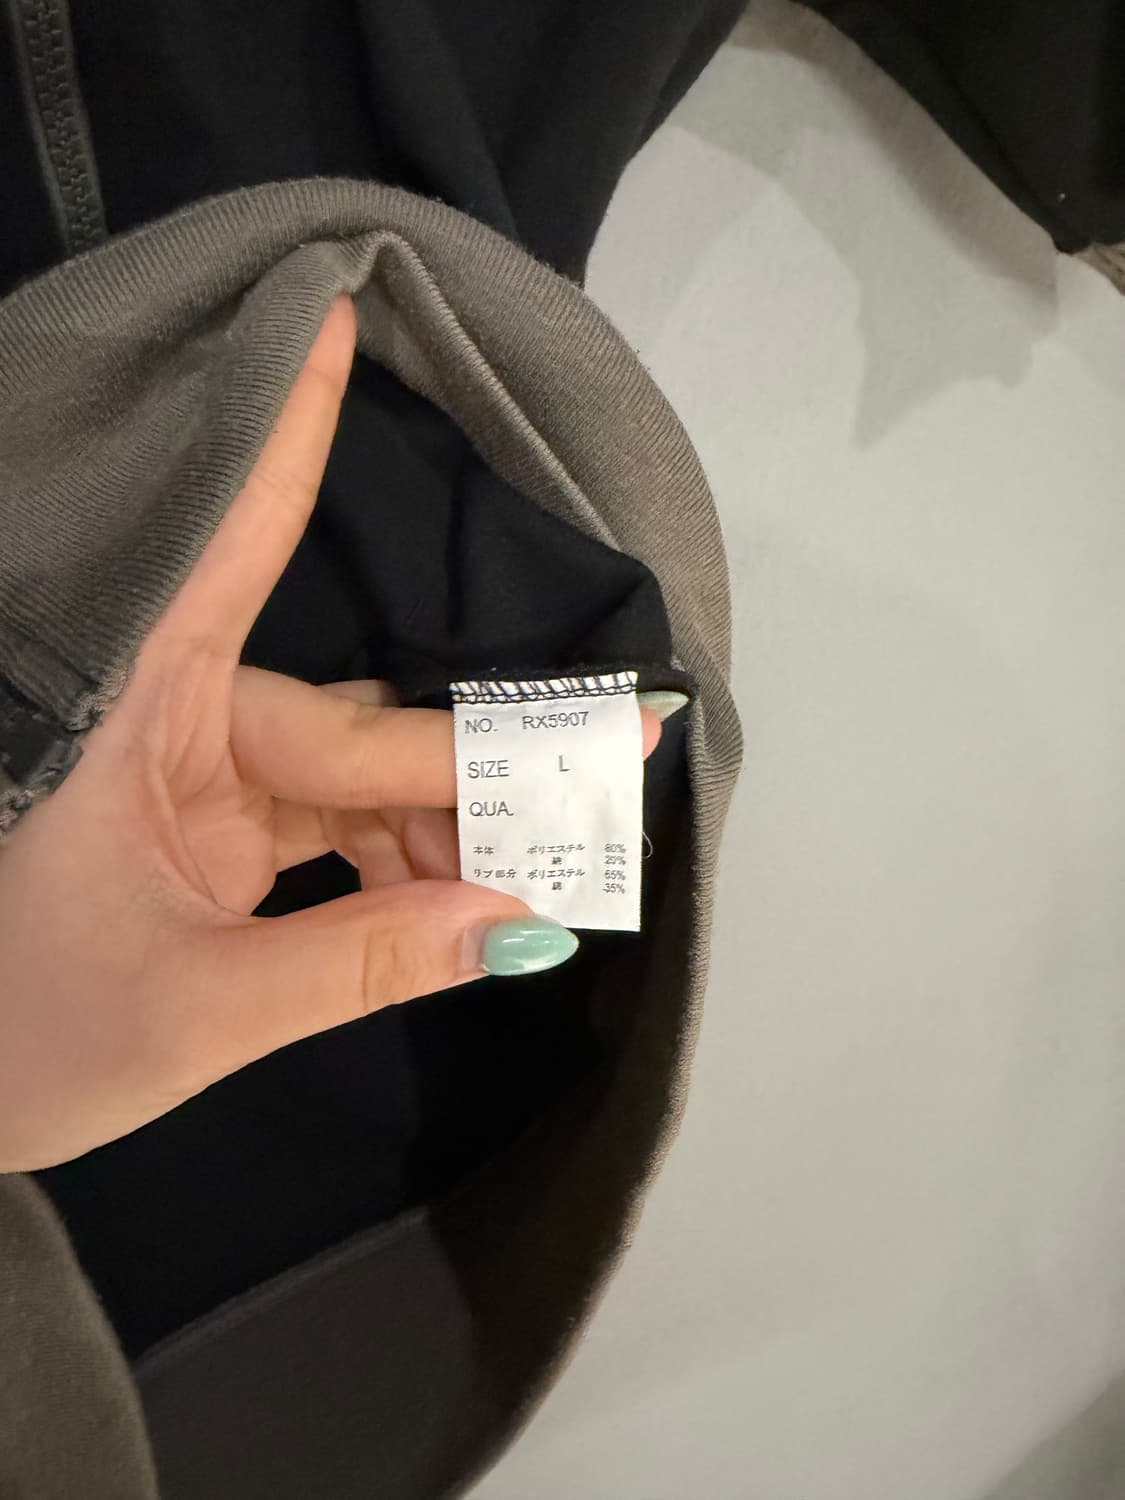 NO. RX5907
SIZE L
QUA.
本体 ポリエステル 80%
綿 20%
リブ部分 ポリエステル 65%
綿 35%